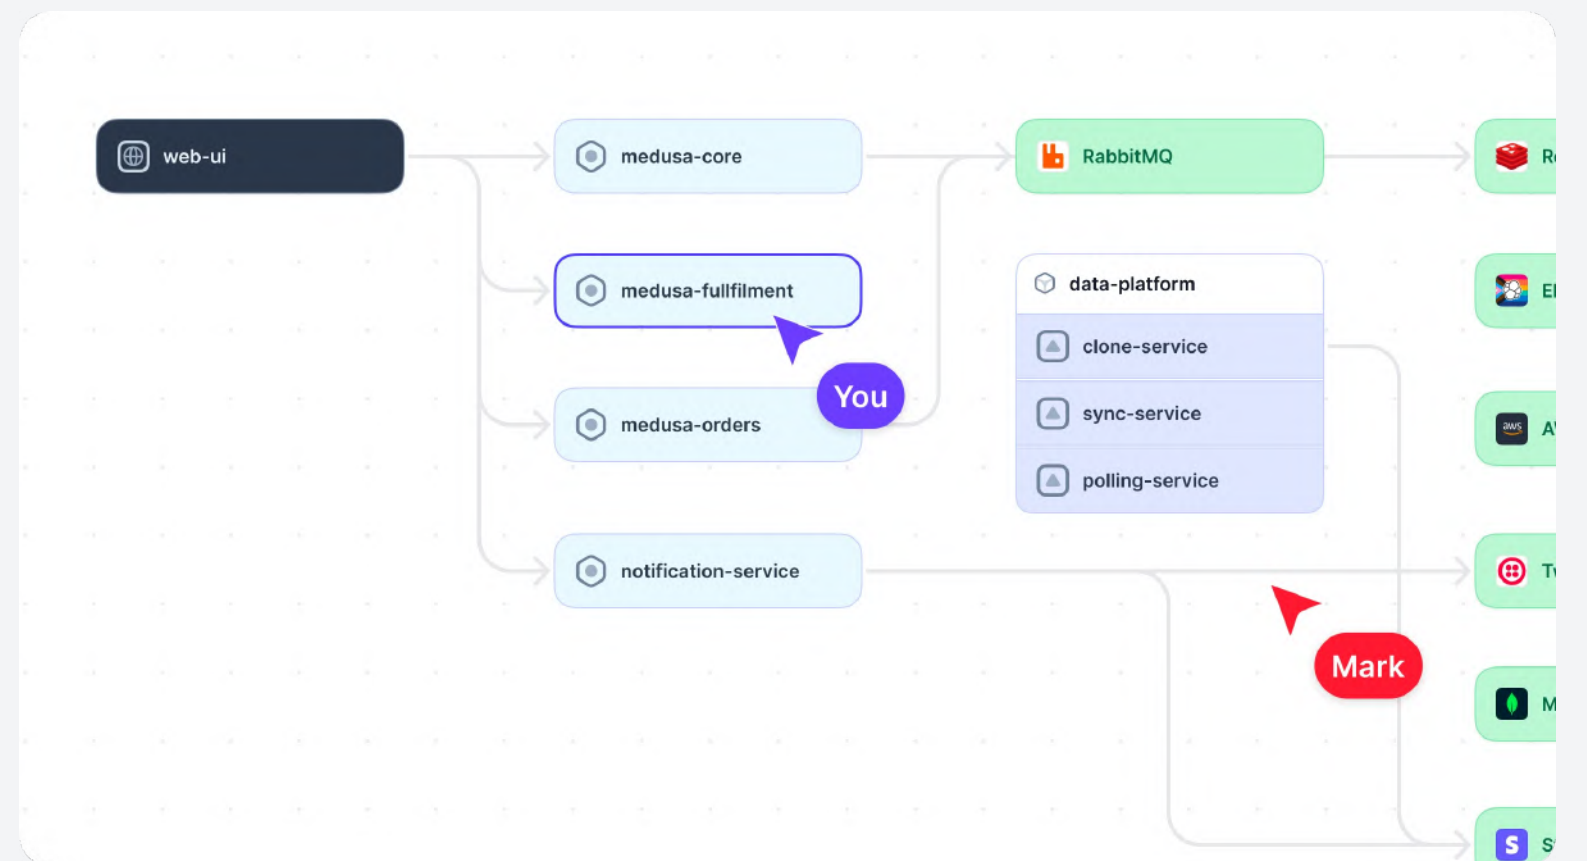 web-ui
medusa-core
RabbitMQ
medusa-fullfilment
data-platform
clone-service
You
medusa-orders
sync-service
aws
polling-service
notification-service
Mark
S